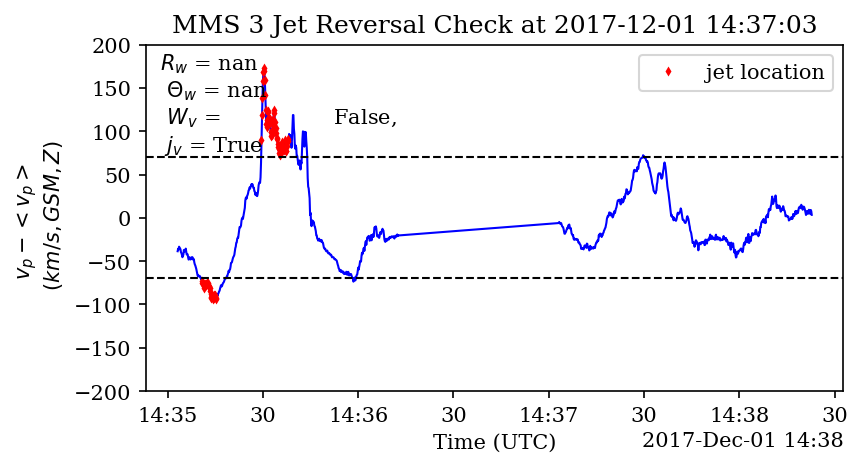 MMS 3 Jet Reversal Check at 2017-12-01 14:37:03
R_w = nan
Θ_w = nan
W_v = False,
j_v = True
jet location
v_p − < v_p >
(km/s, GSM, Z)
200
150
100
50
0
−50
−100
−150
−200
14:35 30 14:36 30 14:37 30 14:38 30
Time (UTC)
2017-Dec-01 14:38